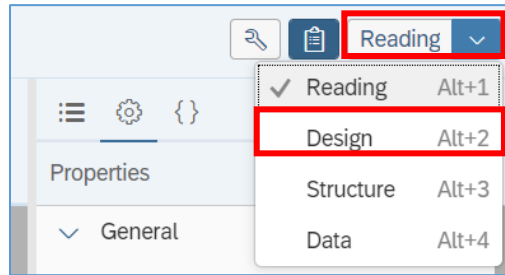 Reading
Reading Alt+1
Design Alt+2
Properties
Structure Alt+3
General
Data Alt+4